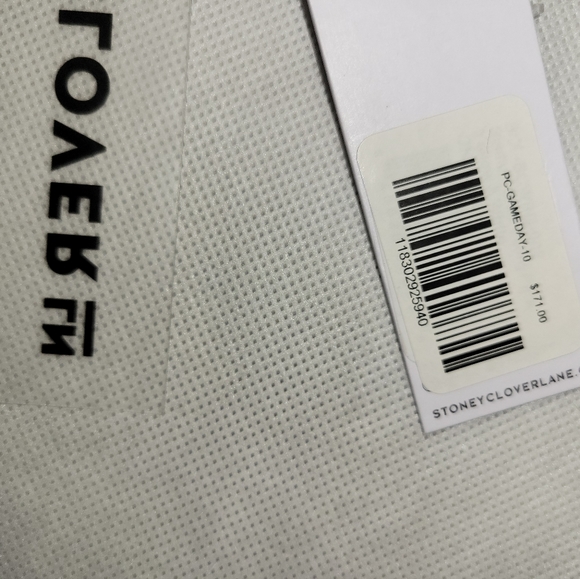 LOVER LN
PC-GAMEDAY-10
$171.00
118302925940
STONEYCLOVERLANE.